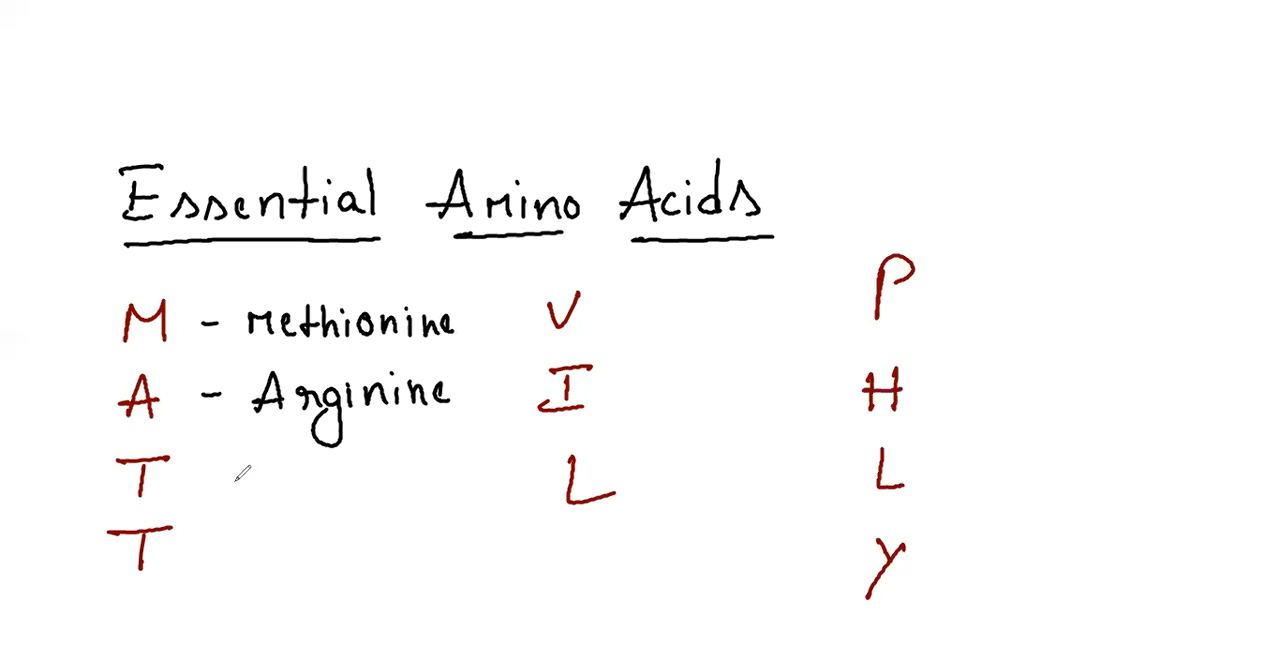 Essential Amino Acids
M - Methionine
A - Arginine
T
T
V
I
L
P
H
L
Y